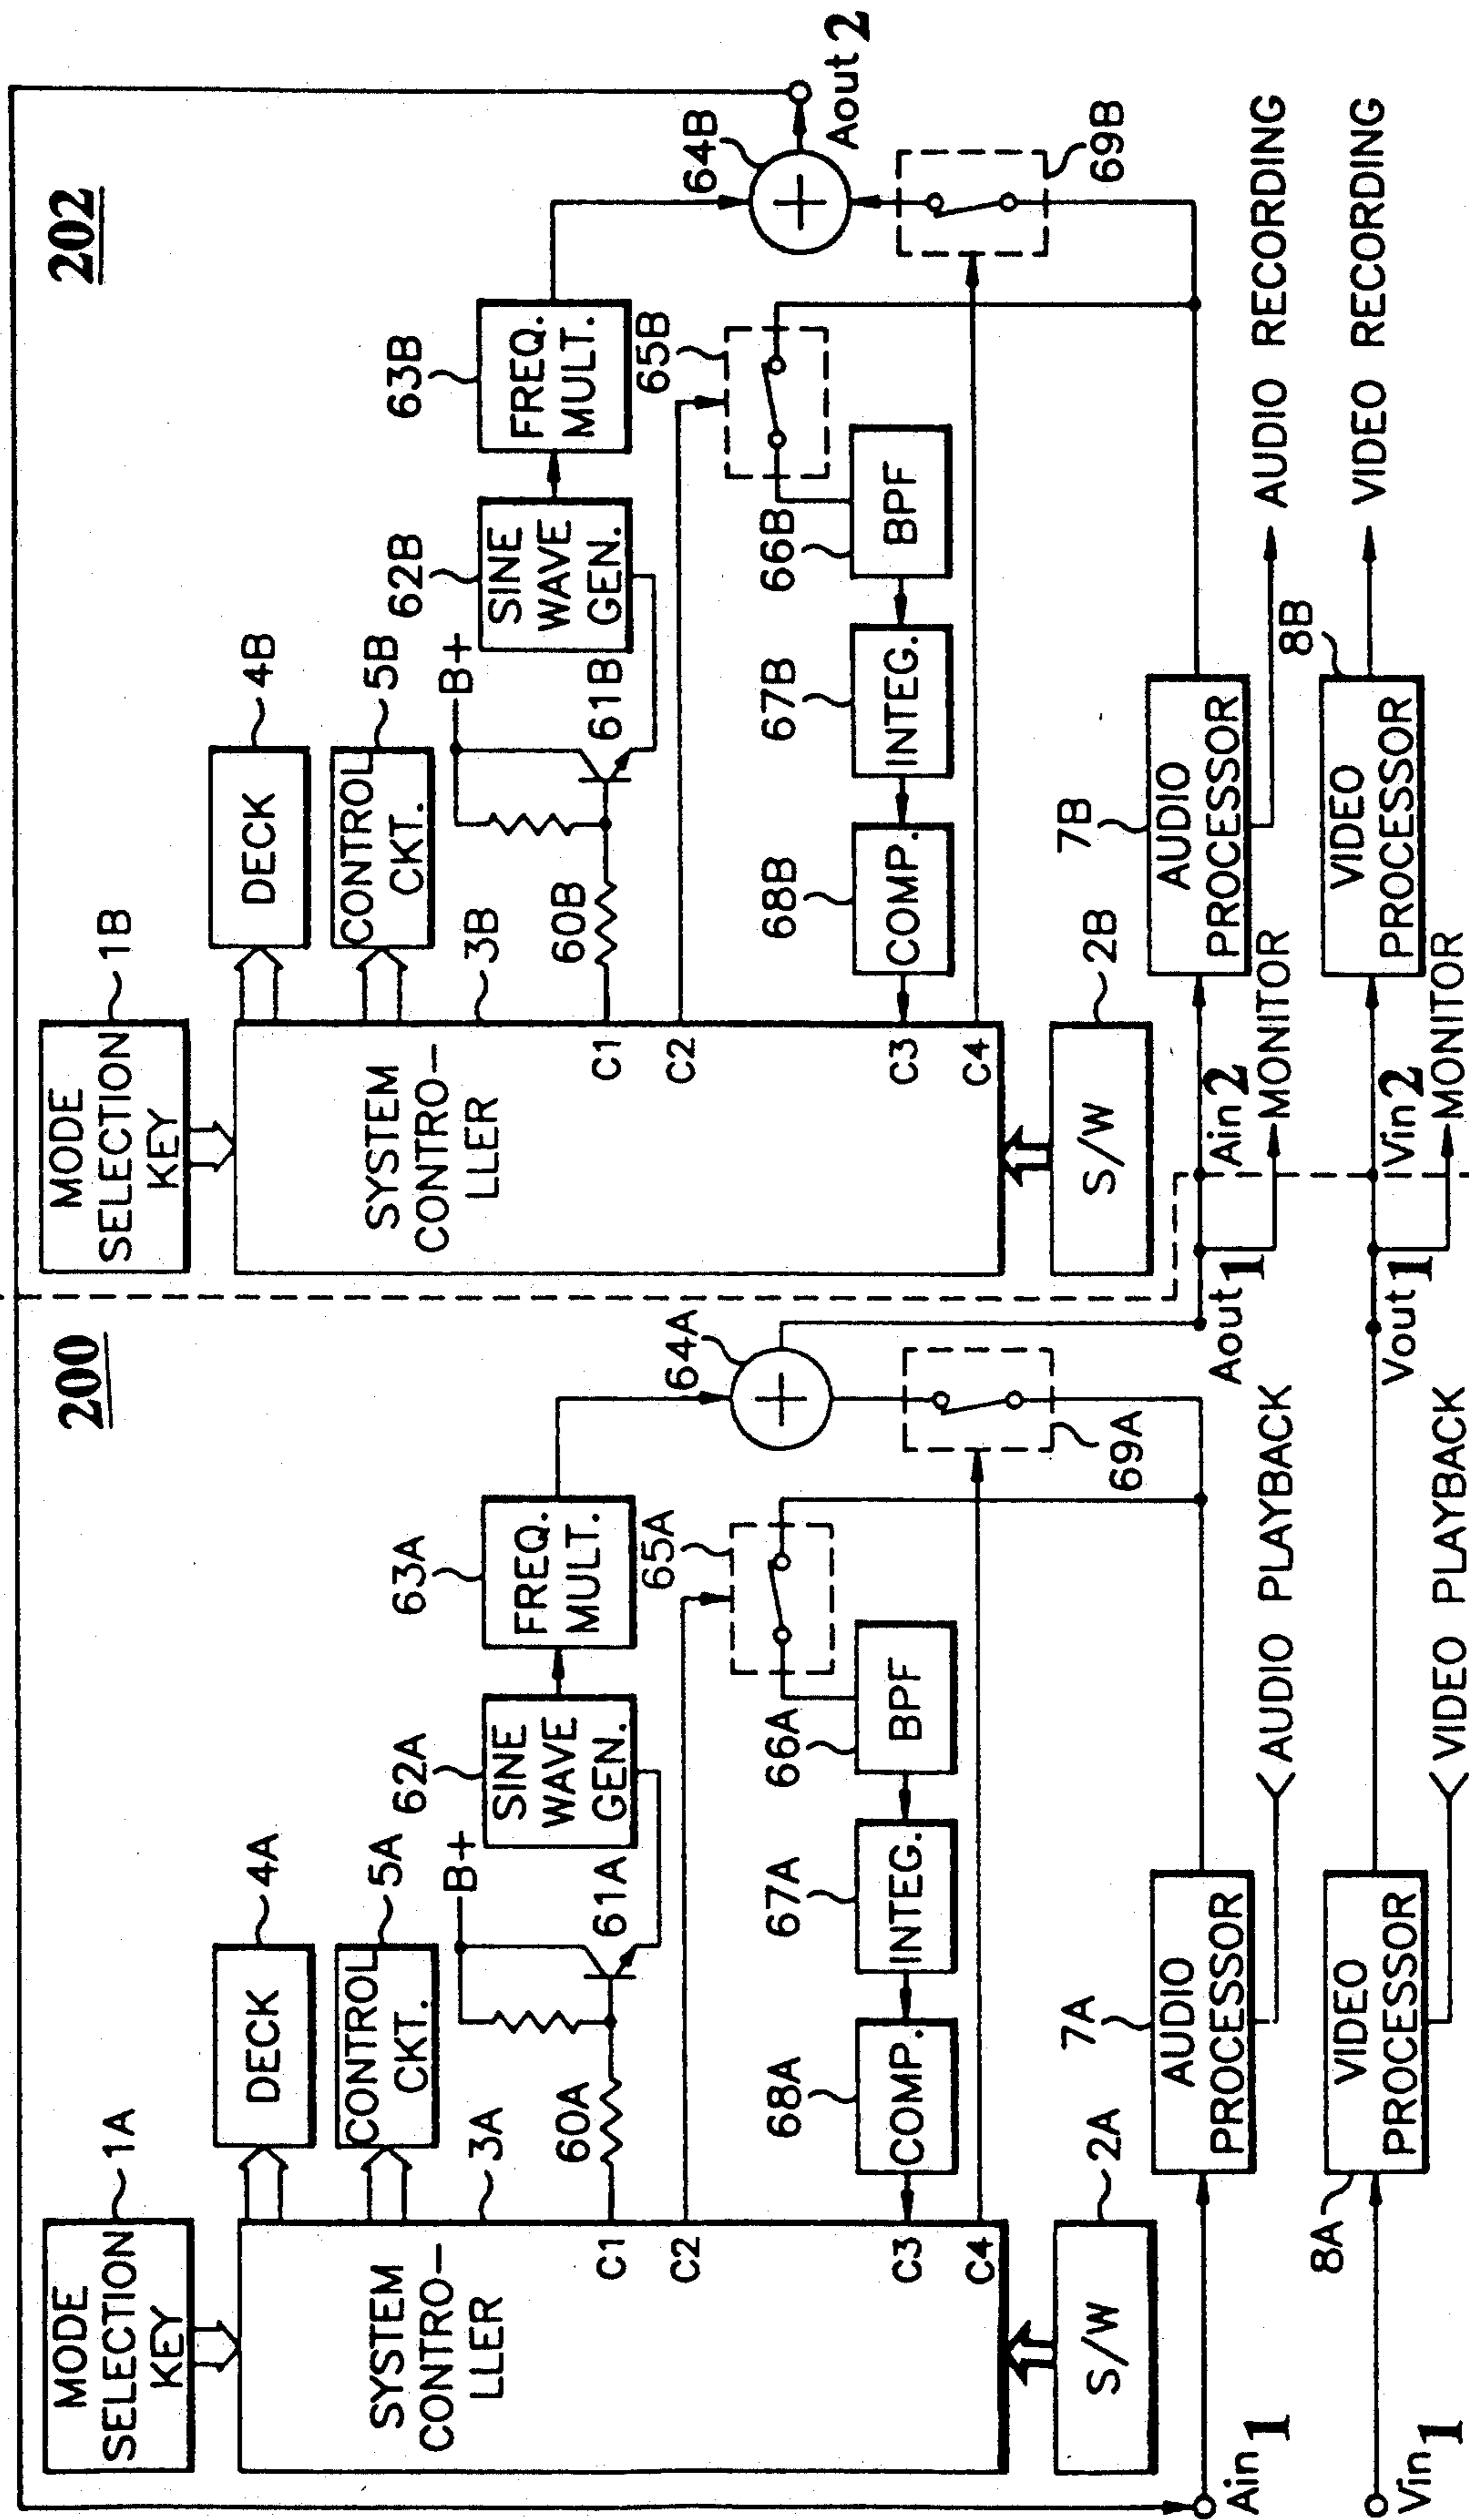 200
MODE
SELECTION
KEY
1A
DECK
4A
CONTROL
CKT.
5A
SYSTEM
CONTRO-
LLER
3A
C1
C2
C3
C4
60A
B+
61A
SINE
WAVE
GEN.
62A
FREQ.
MULT.
63A
64A
65A
BPF
66A
INTEG.
67A
COMP.
68A
69A
S/W
2A
AUDIO
PROCESSOR
7A
VIDEO
PROCESSOR
8A
Ain1
Vin1
AUDIO PLAYBACK
VIDEO PLAYBACK
Aout1
Vout1
202
MODE
SELECTION
KEY
1B
DECK
4B
CONTROL
CKT.
5B
SYSTEM
CONTRO-
LLER
3B
C1
C2
C3
C4
60B
B+
61B
SINE
WAVE
GEN.
62B
FREQ.
MULT.
63B
64B
Aout2
65B
BPF
66B
INTEG.
67B
COMP.
68B
69B
S/W
2B
Ain2
MONITOR
Vin2
MONITOR
AUDIO
PROCESSOR
7B
VIDEO
PROCESSOR
8B
AUDIO RECORDING
VIDEO RECORDING